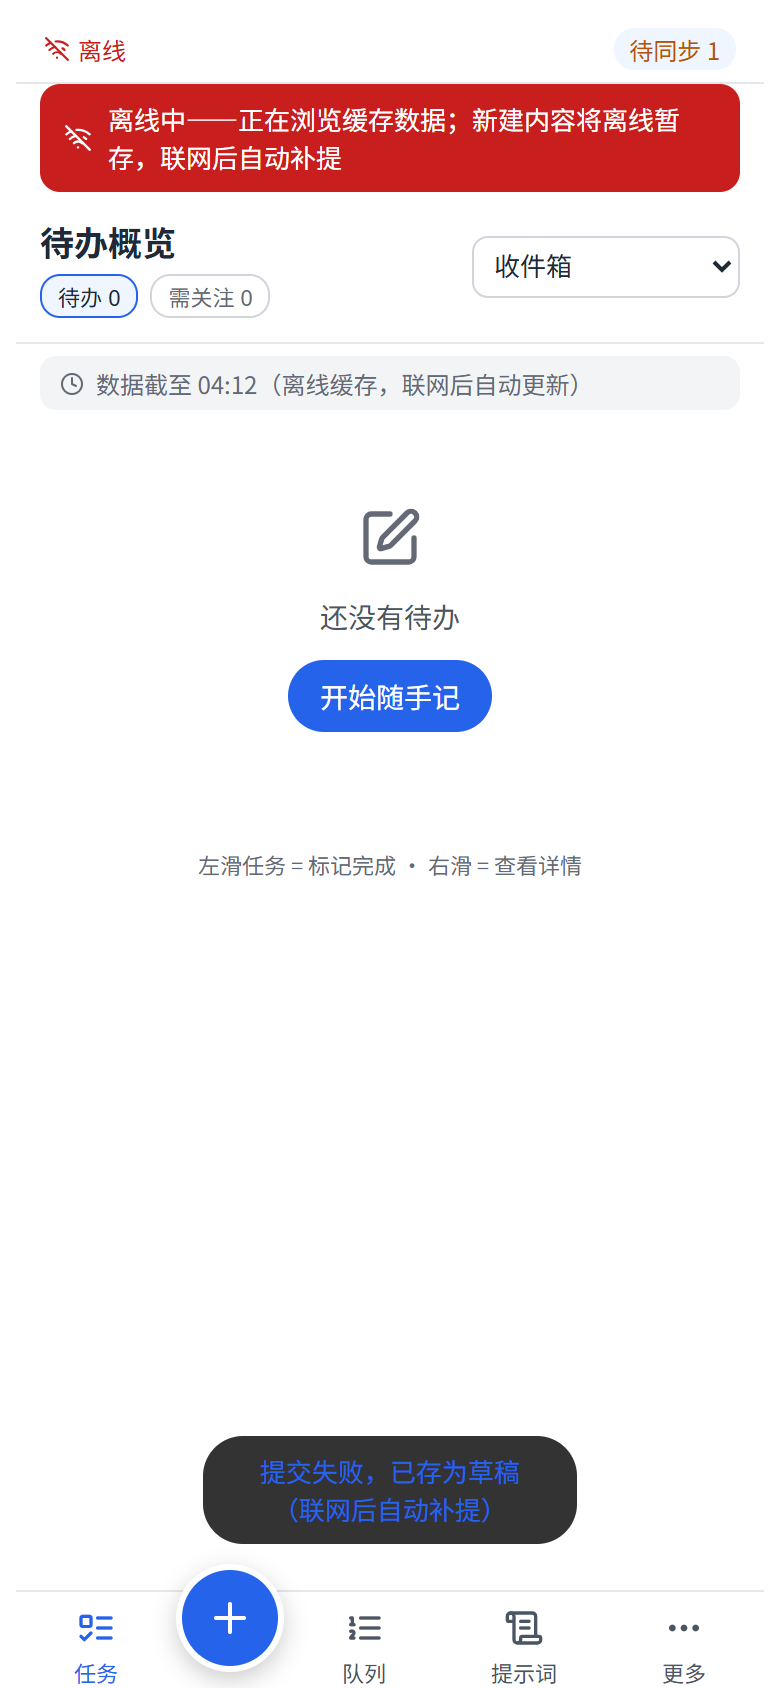 离线
待同步 1
离线中——正在浏览缓存数据；新建内容将离线暂
存，联网后自动补提
待办概览
收件箱
待办 0
需关注 0
数据截至 04:12（离线缓存，联网后自动更新）
还没有待办
开始随手记
左滑任务 = 标记完成 · 右滑 = 查看详情
提交失败，已存为草稿
（联网后自动补提）
任务
队列
提示词
更多